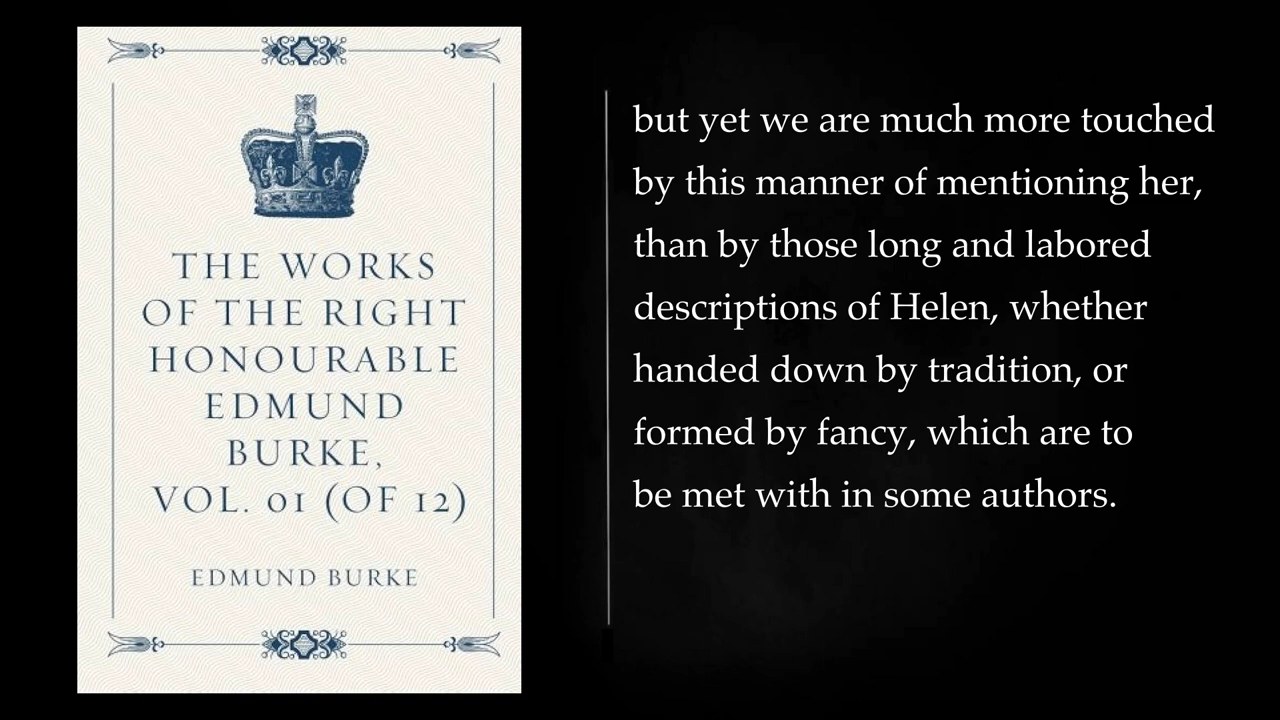 THE WORKS
OF THE RIGHT
HONOURABLE
EDMUND
BURKE,
VOL. 01 (OF 12)
EDMUND BURKE
but yet we are much more touched
by this manner of mentioning her,
than by those long and labored
descriptions of Helen, whether
handed down by tradition, or
formed by fancy, which are to
be met with in some authors.